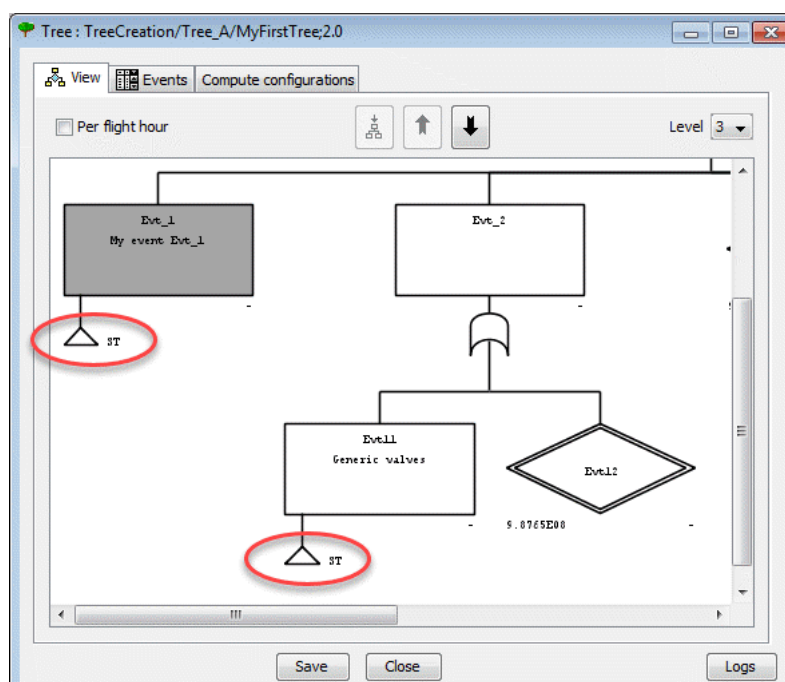 Tree : TreeCreation/Tree_A/MyFirstTree;2.0
View Events Compute configurations
Per flight hour
Level 3
Evt_1
My event Evt_1
-
ST
Evt_2
-
Evt11
Generic valves
-
ST
Evt12
9.8765E08 -
Save Close Logs